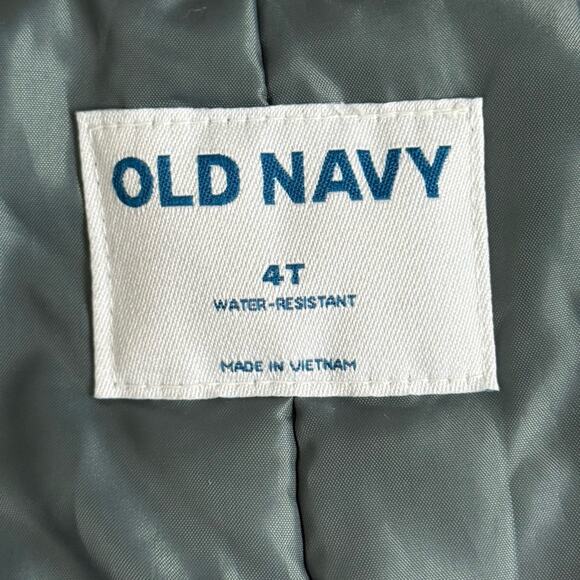 OLD NAVY
4T
WATER-RESISTANT
MADE IN VIETNAM